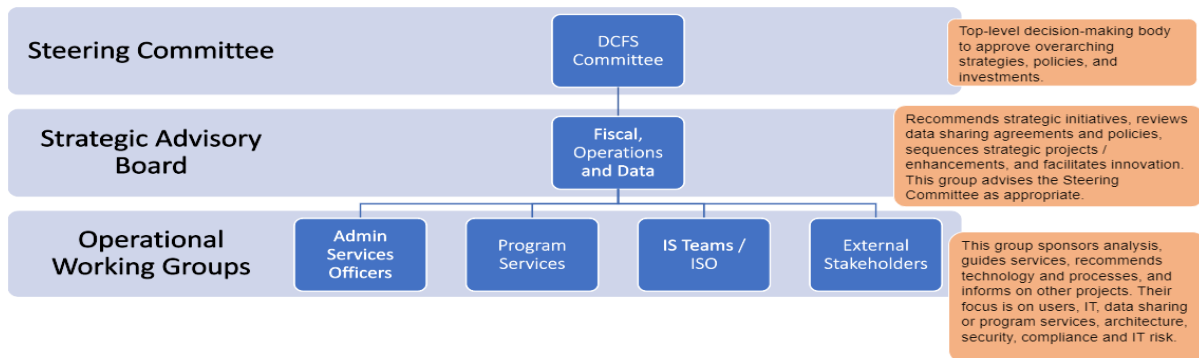 Steering Committee
DCFS
Committee
Top-level decision-making body
to approve overarching
strategies, policies, and
investments.
Strategic Advisory
Board
Fiscal,
Operations
and Data
Recommends strategic initiatives, reviews
data sharing agreements and policies,
sequences strategic projects /
enhancements, and facilitates innovation.
This group advises the Steering
Committee as appropriate.
Operational
Working Groups
Admin
Services
Officers
Program
Services
IS Teams /
ISO
External
Stakeholders
This group sponsors analysis,
guides services, recommends
technology and processes, and
informs on other projects. Their
focus is on users, IT, data sharing
or program services, architecture,
security, compliance and IT risk.